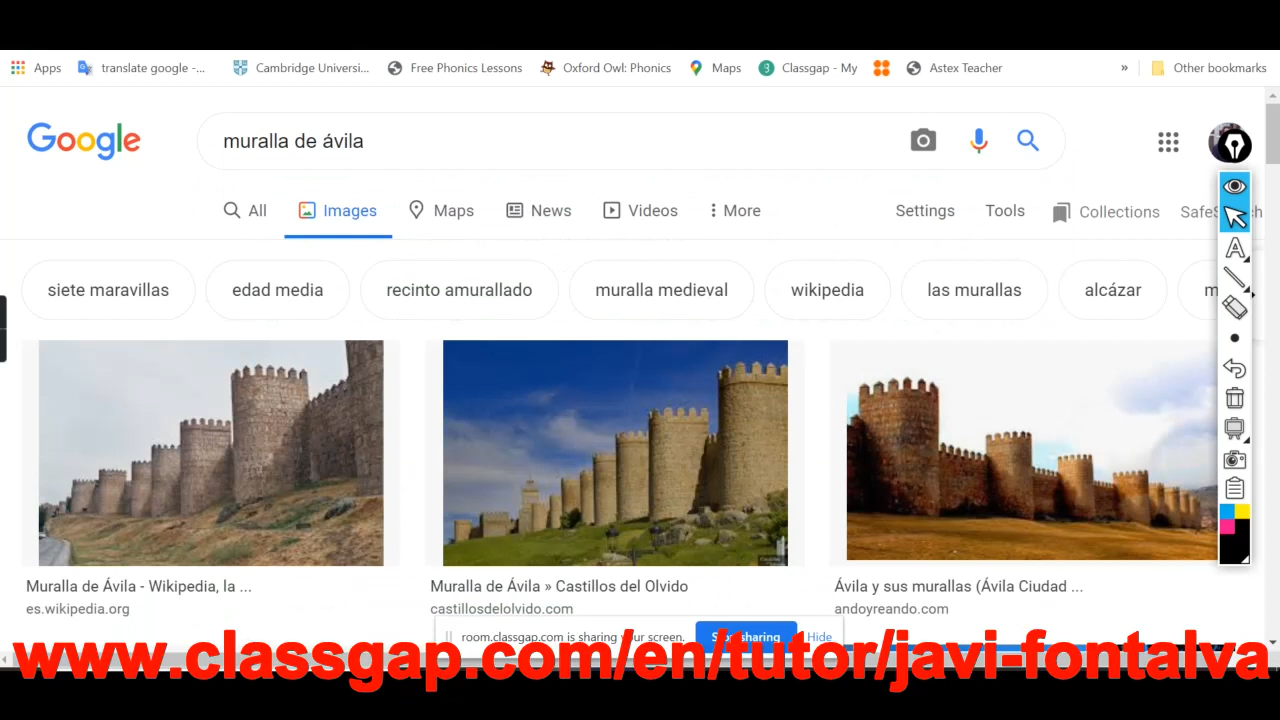 Apps translate google -... Cambridge Universi... Free Phonics Lessons Oxford Owl: Phonics Maps Classgap - My Astex Teacher » Other bookmarks
Google muralla de ávila
All Images Maps News Videos More Settings Tools Collections
siete maravillas edad media recinto amurallado muralla medieval wikipedia las murallas alcázar
Muralla de Ávila - Wikipedia, la ... Muralla de Ávila » Castillos del Olvido Ávila y sus murallas (Ávila Ciudad ...
es.wikipedia.org castillosdelolvido.com andoyreando.com
room.classgap.com is sharing your screen. Stop sharing Hide
www.classgap.com/en/tutor/javi-fontalva